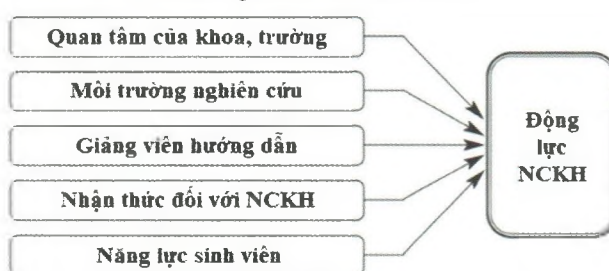 Quan tâm của khoa, trường
Môi trường nghiên cứu
Giảng viên hướng dẫn
Nhận thức đối với NCKH
Năng lực sinh viên
Động
lực
NCKH